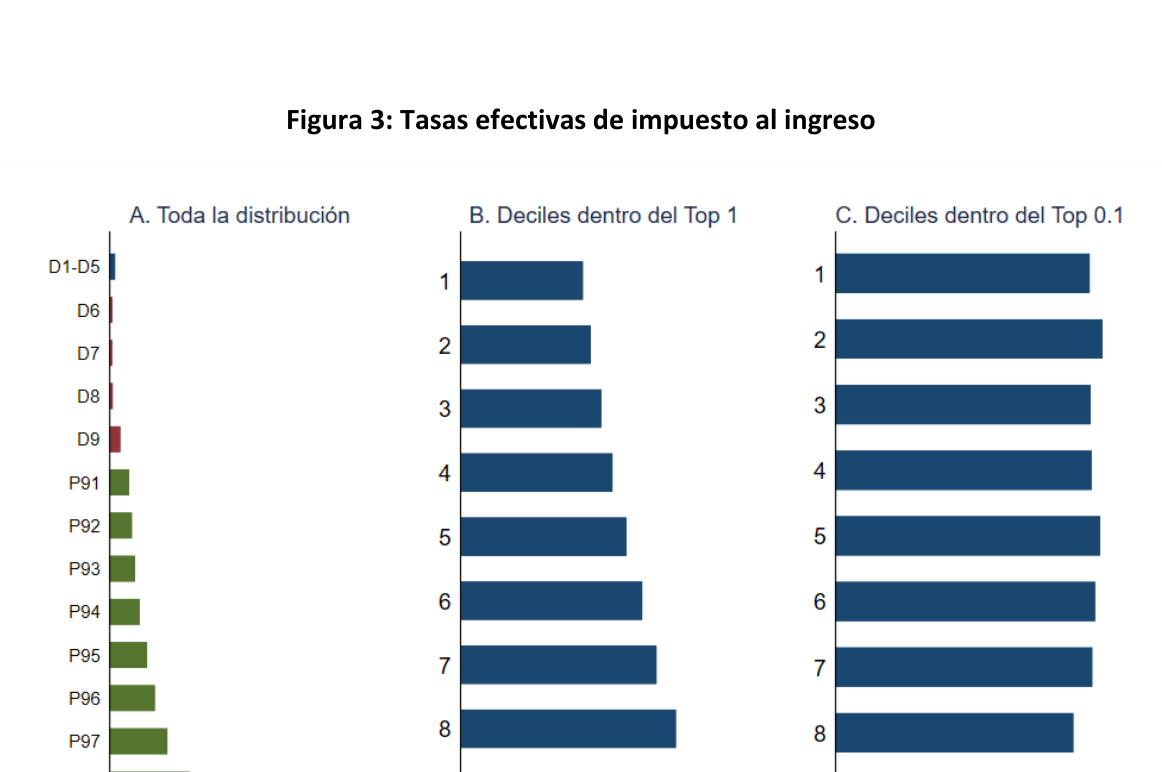 Figura 3: Tasas efectivas de impuesto al ingreso
A. Toda la distribución
D1-D5
D6
D7
D8
D9
P91
P92
P93
P94
P95
P96
P97
B. Deciles dentro del Top 1
1
2
3
4
5
6
7
8
C. Deciles dentro del Top 0.1
1
2
3
4
5
6
7
8